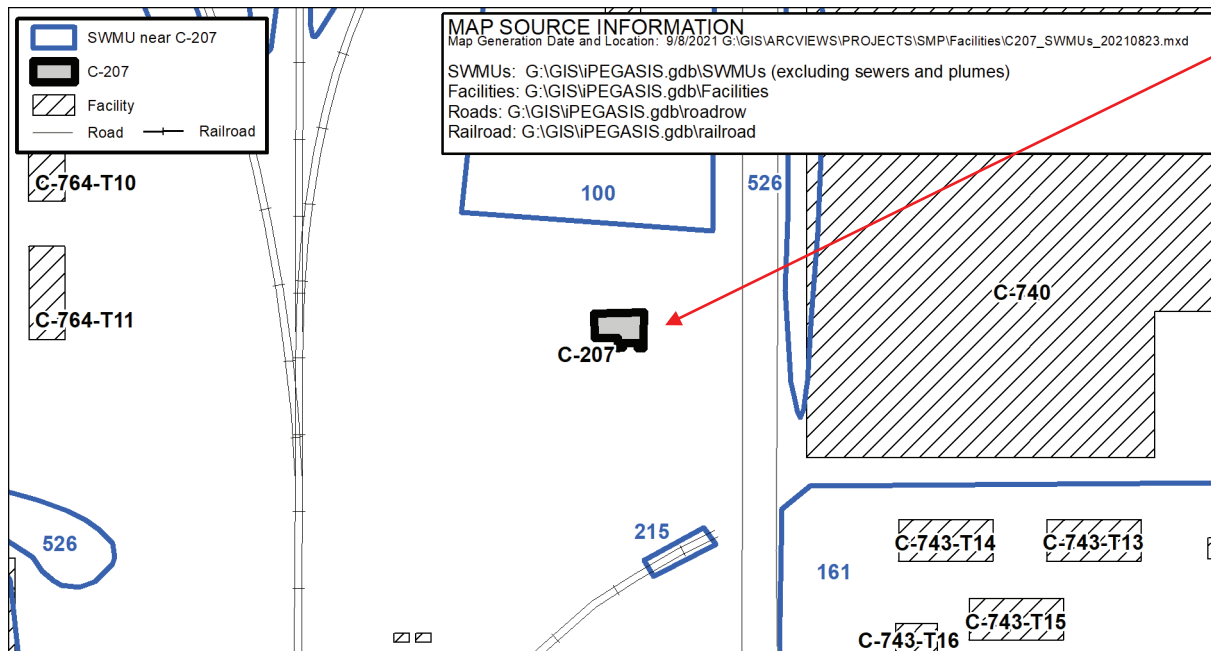 SWMU near C-207
C-207
Facility
Road Railroad
MAP SOURCE INFORMATION
Map Generation Date and Location: 9/8/2021 G:\GIS\ARCVIEWS\PROJECTS\SMP\Facilities\C207_SWMUs_20210823.mxd
SWMUs: G:\GIS\iPEGASIS.gdb\SWMUs (excluding sewers and plumes)
Facilities: G:\GIS\iPEGASIS.gdb\Facilities
Roads: G:\GIS\iPEGASIS.gdb\roadrow
Railroad: G:\GIS\iPEGASIS.gdb\railroad
C-764-T10
100
526
C-740
C-764-T11
C-207
215
526
C-743-T14
C-743-T13
161
C-743-T15
C-743-T16